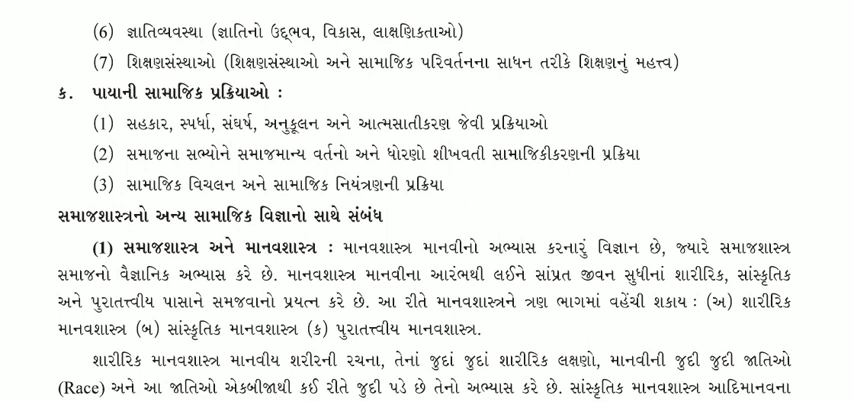 (6) જ્ઞાતિવ્યવસ્થા (જ્ઞાતિનો ઉદ્ભવ, વિકાસ, લાક્ષણિકતાઓ)
(7) શિક્ષણસંસ્થાઓ (શિક્ષણસંસ્થાઓ અને સામાજિક પરિવર્તનના સાધન તરીકે શિક્ષણનું મહત્ત્વ)
ક. પાયાની સામાજિક પ્રક્રિયાઓ :
(1) સહકાર, સ્પર્ધા, સંઘર્ષ, અનુકૂલન અને આત્મસાતીકરણ જેવી પ્રક્રિયાઓ
(2) સમાજના સભ્યોને સમાજમાન્ય વર્તનો અને ધોરણો શીખવતી સામાજિકીકરણની પ્રક્રિયા
(3) સામાજિક વિચલન અને સામાજિક નિયંત્રણની પ્રક્રિયા
સમાજશાસ્ત્રનો અન્ય સામાજિક વિજ્ઞાનો સાથે સંબંધ
(1) સમાજશાસ્ત્ર અને માનવશાસ્ત્ર : માનવશાસ્ત્ર માનવીનો અભ્યાસ કરનારું વિજ્ઞાન છે, જ્યારે સમાજશાસ્ત્ર
સમાજનો વૈજ્ઞાનિક અભ્યાસ કરે છે. માનવશાસ્ત્ર માનવીના આરંભથી લઈને સાંપ્રત જીવન સુધીનાં શારીરિક, સાંસ્કૃતિક
અને પુરાતત્ત્વીય પાસાને સમજવાનો પ્રયત્ન કરે છે. આ રીતે માનવશાસ્ત્રને ત્રણ ભાગમાં વહેંચી શકાય : (અ) શારીરિક
માનવશાસ્ત્ર (બ) સાંસ્કૃતિક માનવશાસ્ત્ર (ક) પુરાતત્ત્વીય માનવશાસ્ત્ર.
શારીરિક માનવશાસ્ત્ર માનવીય શરીરની રચના, તેનાં જુદાં જુદાં શારીરિક લક્ષણો, માનવીની જુદી જુદી જાતિઓ
(Race) અને આ જાતિઓ એકબીજાથી કઈ રીતે જુદી પડે છે તેનો અભ્યાસ કરે છે. સાંસ્કૃતિક માનવશાસ્ત્ર આદિમાનવના